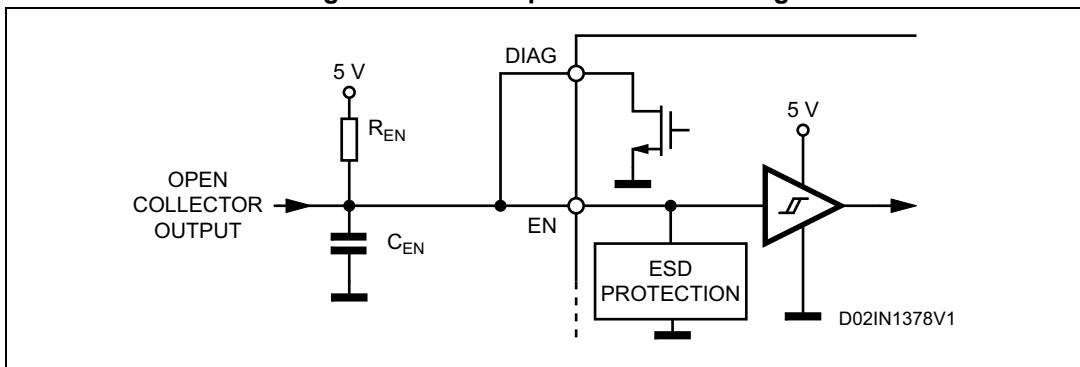 DIAG
5 V
R_EN
5 V
OPEN
COLLECTOR
OUTPUT
EN
C_EN
ESD
PROTECTION
D02IN1378V1